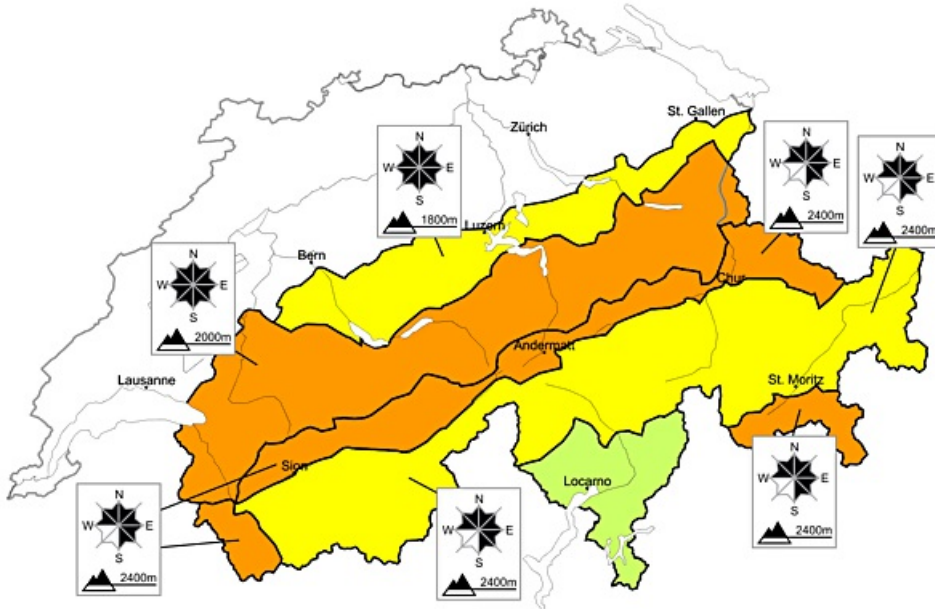 St. Gallen
Zürich
N
W E
S
1800m
Luzern
N
W E
S
2400m
N
W E
S
2400m
Bern
N
W E
S
2000m
Chur
Andermatt
Lausanne
St. Moritz
Sion
Locarno
N
W E
S
2400m
N
W E
S
2400m
N
W E
S
2400m